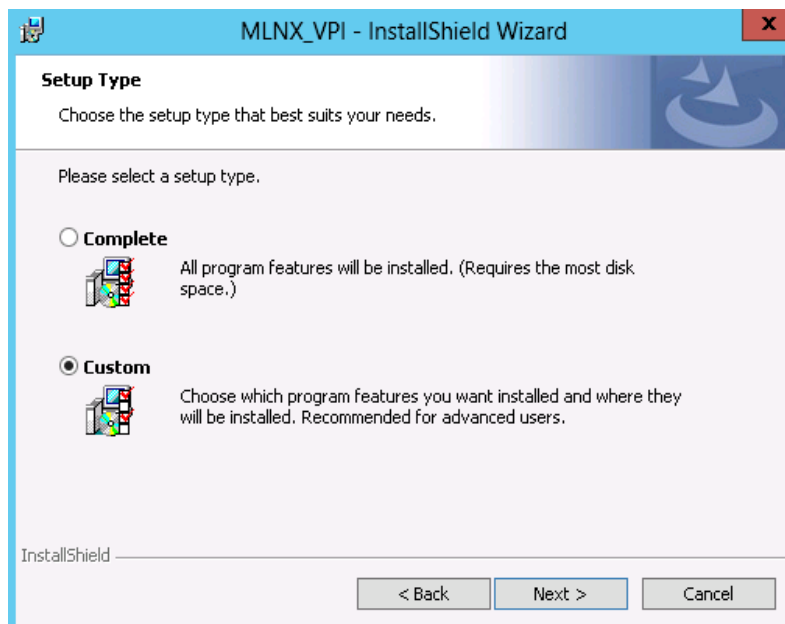 MLNX_VPI - InstallShield Wizard
x
Setup Type
Choose the setup type that best suits your needs.
Please select a setup type.
Complete
All program features will be installed. (Requires the most disk
space.)
Custom
Choose which program features you want installed and where they
will be installed. Recommended for advanced users.
InstallShield
< Back
Next >
Cancel